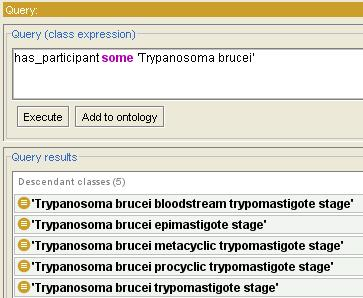 Query:
Query (class expression)
has_participant some 'Trypanosoma brucei'
Execute Add to ontology
Query results
Descendant classes (5)
'Trypanosoma brucei bloodstream trypomastigote stage'
'Trypanosoma brucei epimastigote stage'
'Trypanosoma brucei metacyclic trypomastigote stage'
'Trypanosoma brucei procyclic trypomastigote stage'
'Trypanosoma brucei trypomastigote stage'